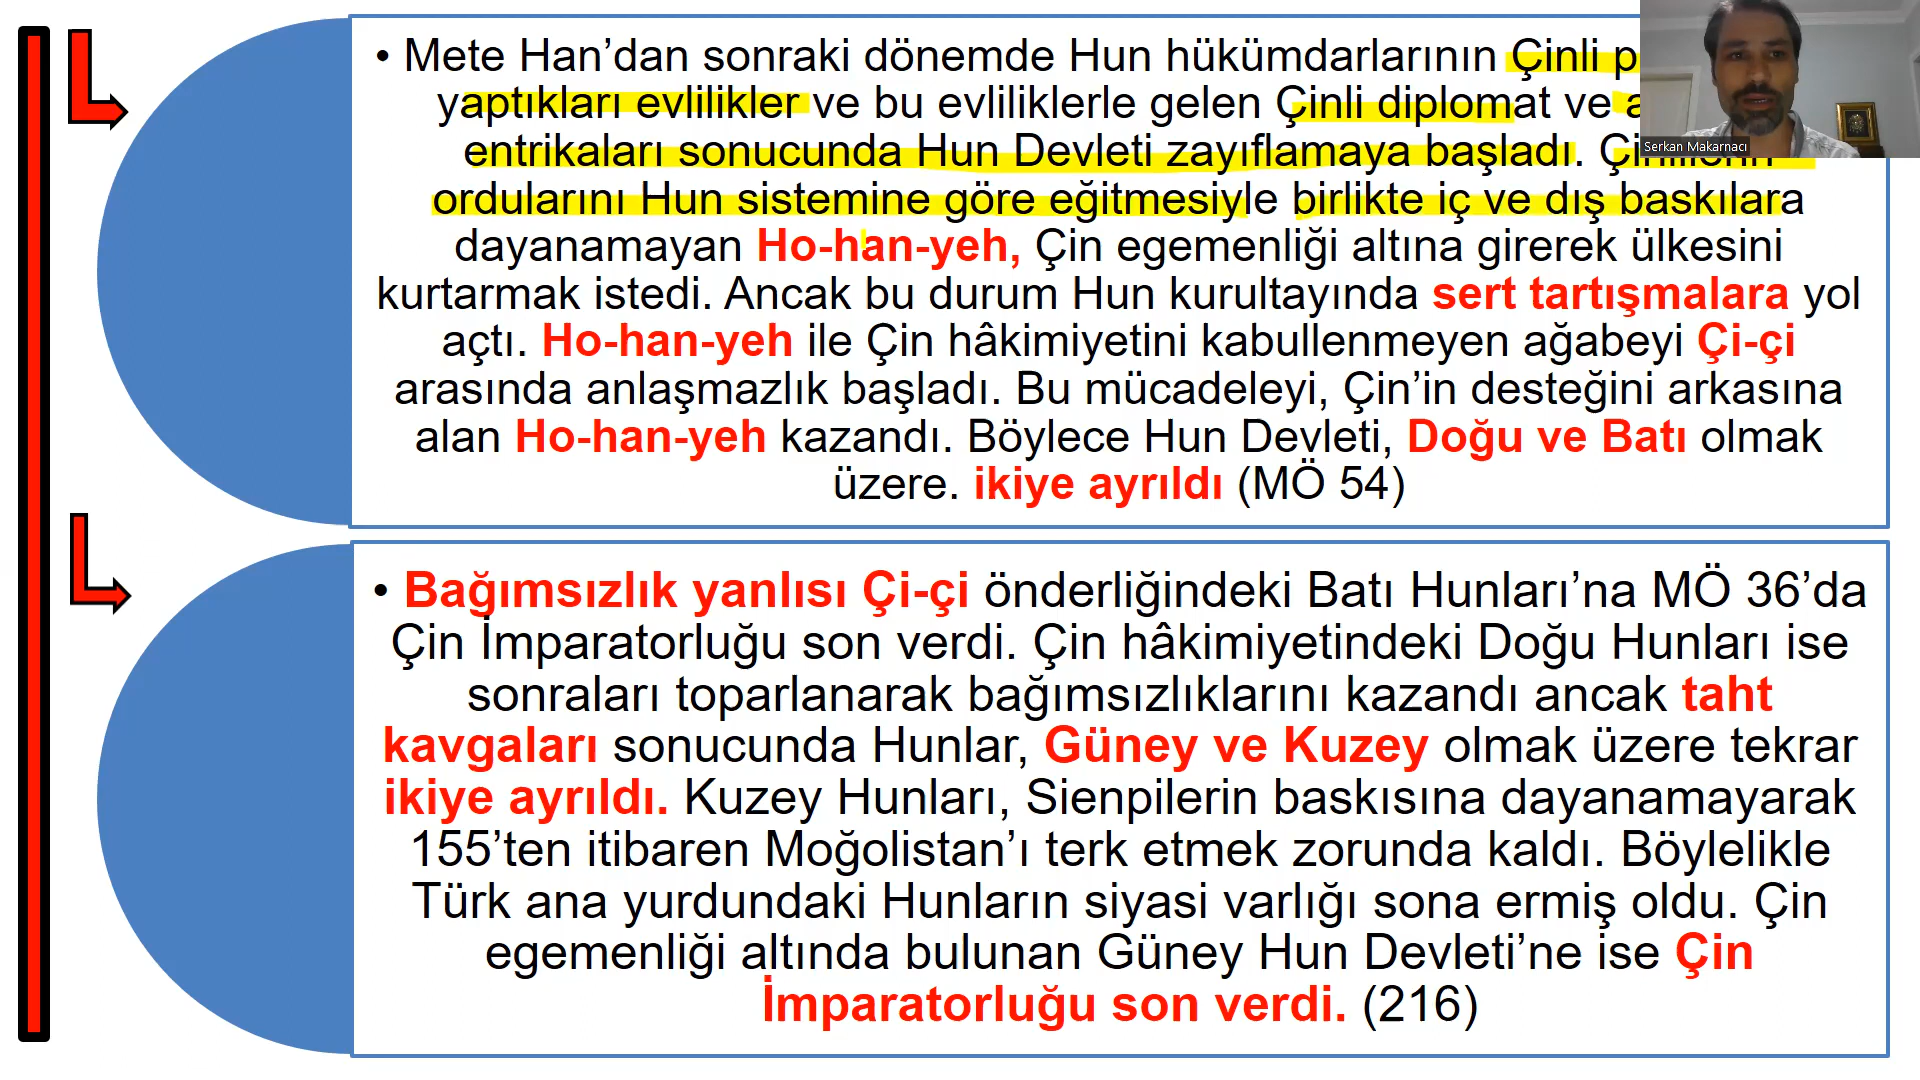 • Mete Han’dan sonraki dönemde Hun hükümdarlarının Çinli
yaptıkları evlilikler ve bu evliliklerle gelen Çinli diplomat ve
entrikaları sonucunda Hun Devleti zayıflamaya başladı.
ordularını Hun sistemine göre eğitmesiyle birlikte iç ve dış baskılara
dayanamayan Ho-han-yeh, Çin egemenliği altına girerek ülkesini
kurtarmak istedi. Ancak bu durum Hun kurultayında sert tartışmalara yol
açtı. Ho-han-yeh ile Çin hâkimiyetini kabullenmeyen ağabeyi Çi-çi
arasında anlaşmazlık başladı. Bu mücadeleyi, Çin’in desteğini arkasına
alan Ho-han-yeh kazandı. Böylece Hun Devleti, Doğu ve Batı olmak
üzere. ikiye ayrıldı (MÖ 54)
Serkan Makarnacı
• Bağımsızlık yanlısı Çi-çi önderliğindeki Batı Hunları’na MÖ 36’da
Çin İmparatorluğu son verdi. Çin hâkimiyetindeki Doğu Hunları ise
sonraları toparlanarak bağımsızlıklarını kazandı ancak taht
kavgaları sonucunda Hunlar, Güney ve Kuzey olmak üzere tekrar
ikiye ayrıldı. Kuzey Hunları, Sienpilerin baskısına dayanamayarak
155’ten itibaren Moğolistan’ı terk etmek zorunda kaldı. Böylelikle
Türk ana yurdundaki Hunların siyasi varlığı sona ermiş oldu. Çin
egemenliği altında bulunan Güney Hun Devleti’ne ise Çin
İmparatorluğu son verdi. (216)